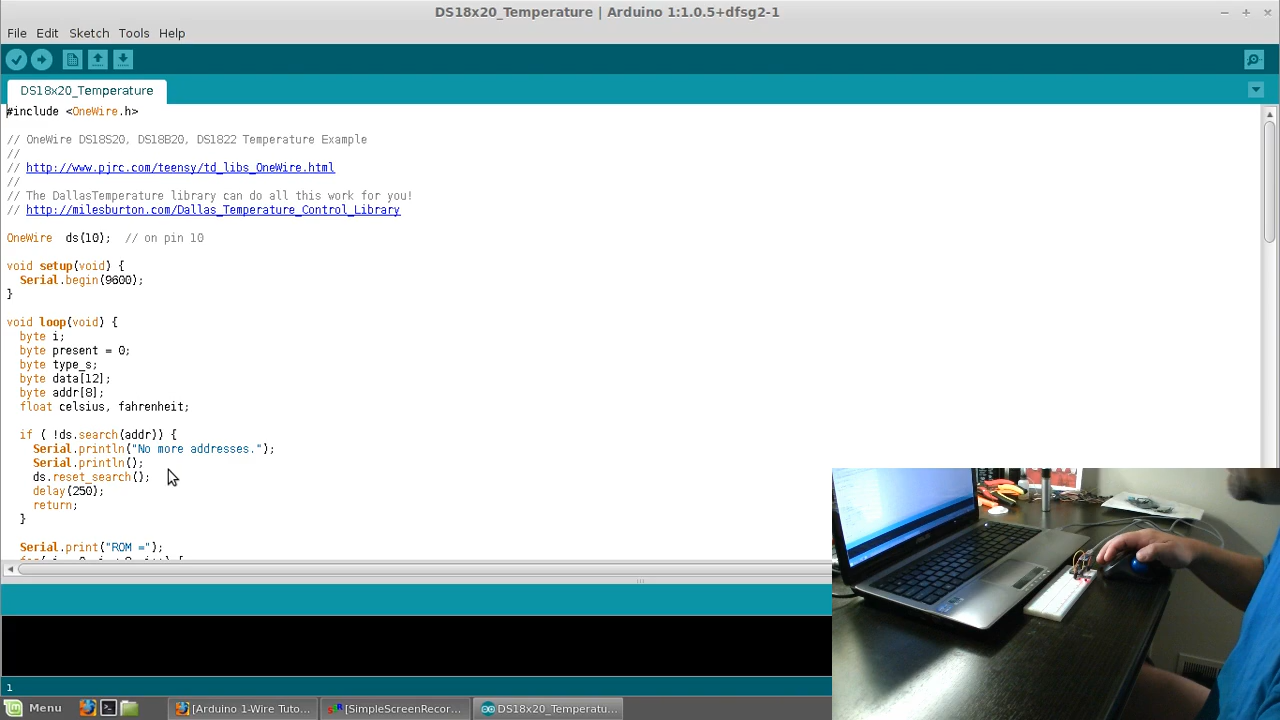 DS18x20_Temperature | Arduino 1:1.0.5+dfsg2-1
File Edit Sketch Tools Help
DS18x20_Temperature
#include <OneWire.h>
// OneWire DS18S20, DS18B20, DS1822 Temperature Example
//
// http://www.pjrc.com/teensy/td_libs_OneWire.html
//
// The DallasTemperature library can do all this work for you!
// http://milesburton.com/Dallas_Temperature_Control_Library
OneWire  ds(10);  // on pin 10
void setup(void) {
  Serial.begin(9600);
}
void loop(void) {
  byte i;
  byte present = 0;
  byte type_s;
  byte data[12];
  byte addr[8];
  float celsius, fahrenheit;
  if ( !ds.search(addr)) {
    Serial.println("No more addresses.");
    Serial.println();
    ds.reset_search();
    delay(250);
    return;
  }
  Serial.print("ROM =");
1
Menu [Arduino 1-Wire Tuto... [SimpleScreenRecor... DS18x20_Temperatu...